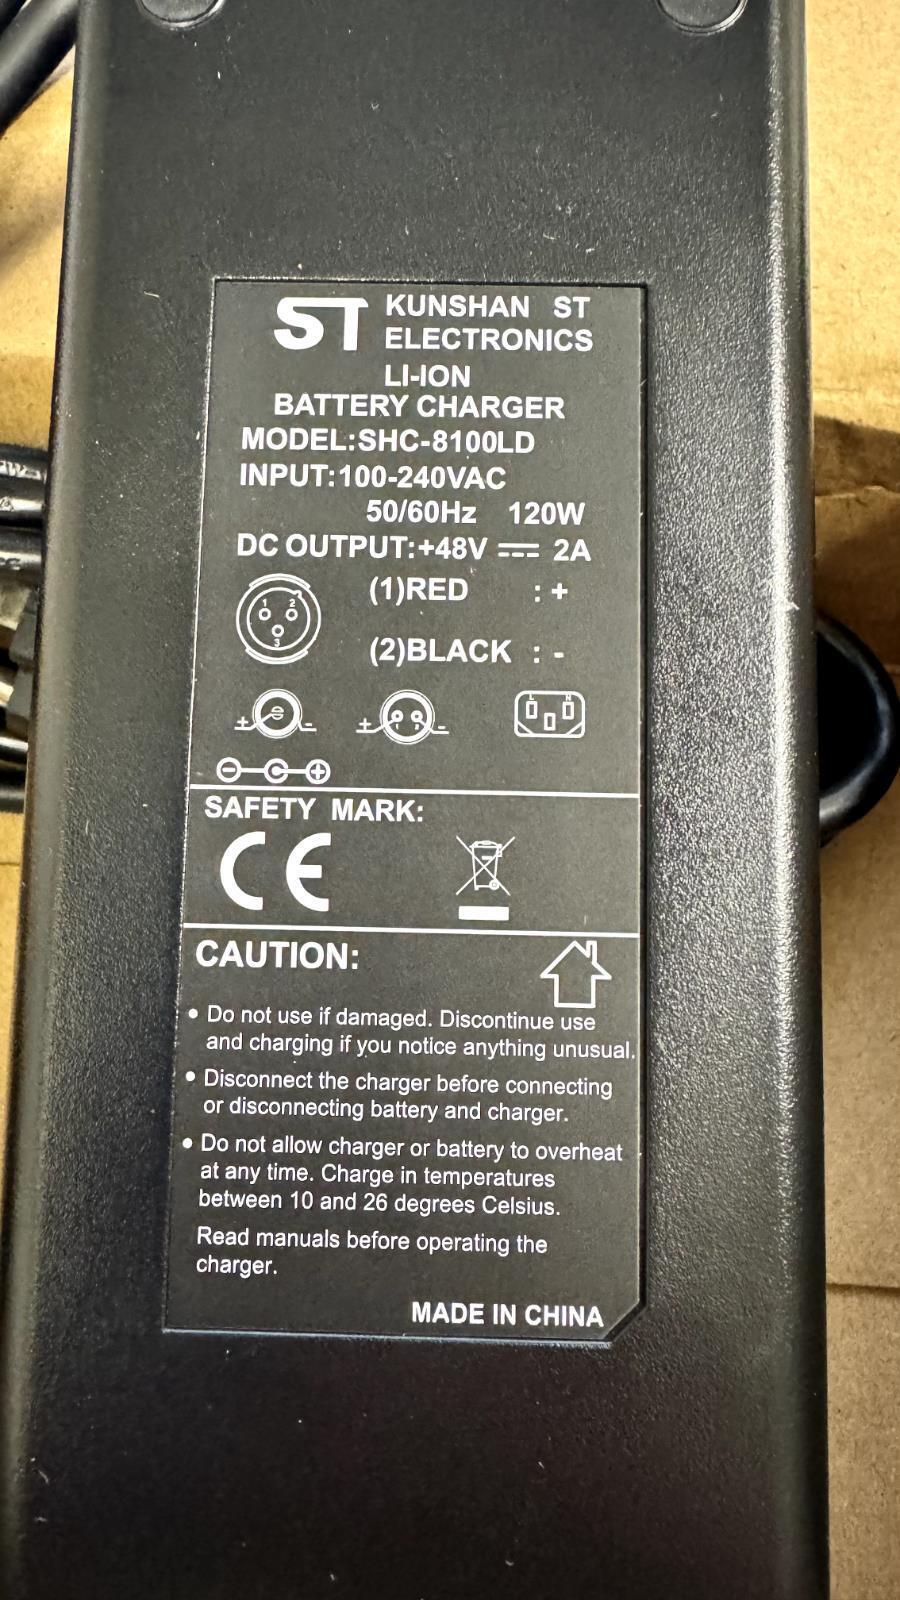 ST KUNSHAN ST
ELECTRONICS
LI-ION
BATTERY CHARGER
MODEL:SHC-8100LD
INPUT:100-240VAC
50/60Hz 120W
DC OUTPUT:+48V ⎓ 2A
(1)RED : +
1 2
3
(2)BLACK : -
+ - + - L N
- +
SAFETY MARK:
CE
CAUTION:
• Do not use if damaged. Discontinue use
and charging if you notice anything unusual.
• Disconnect the charger before connecting
or disconnecting battery and charger.
• Do not allow charger or battery to overheat
at any time. Charge in temperatures
between 10 and 26 degrees Celsius.
Read manuals before operating the
charger.
MADE IN CHINA